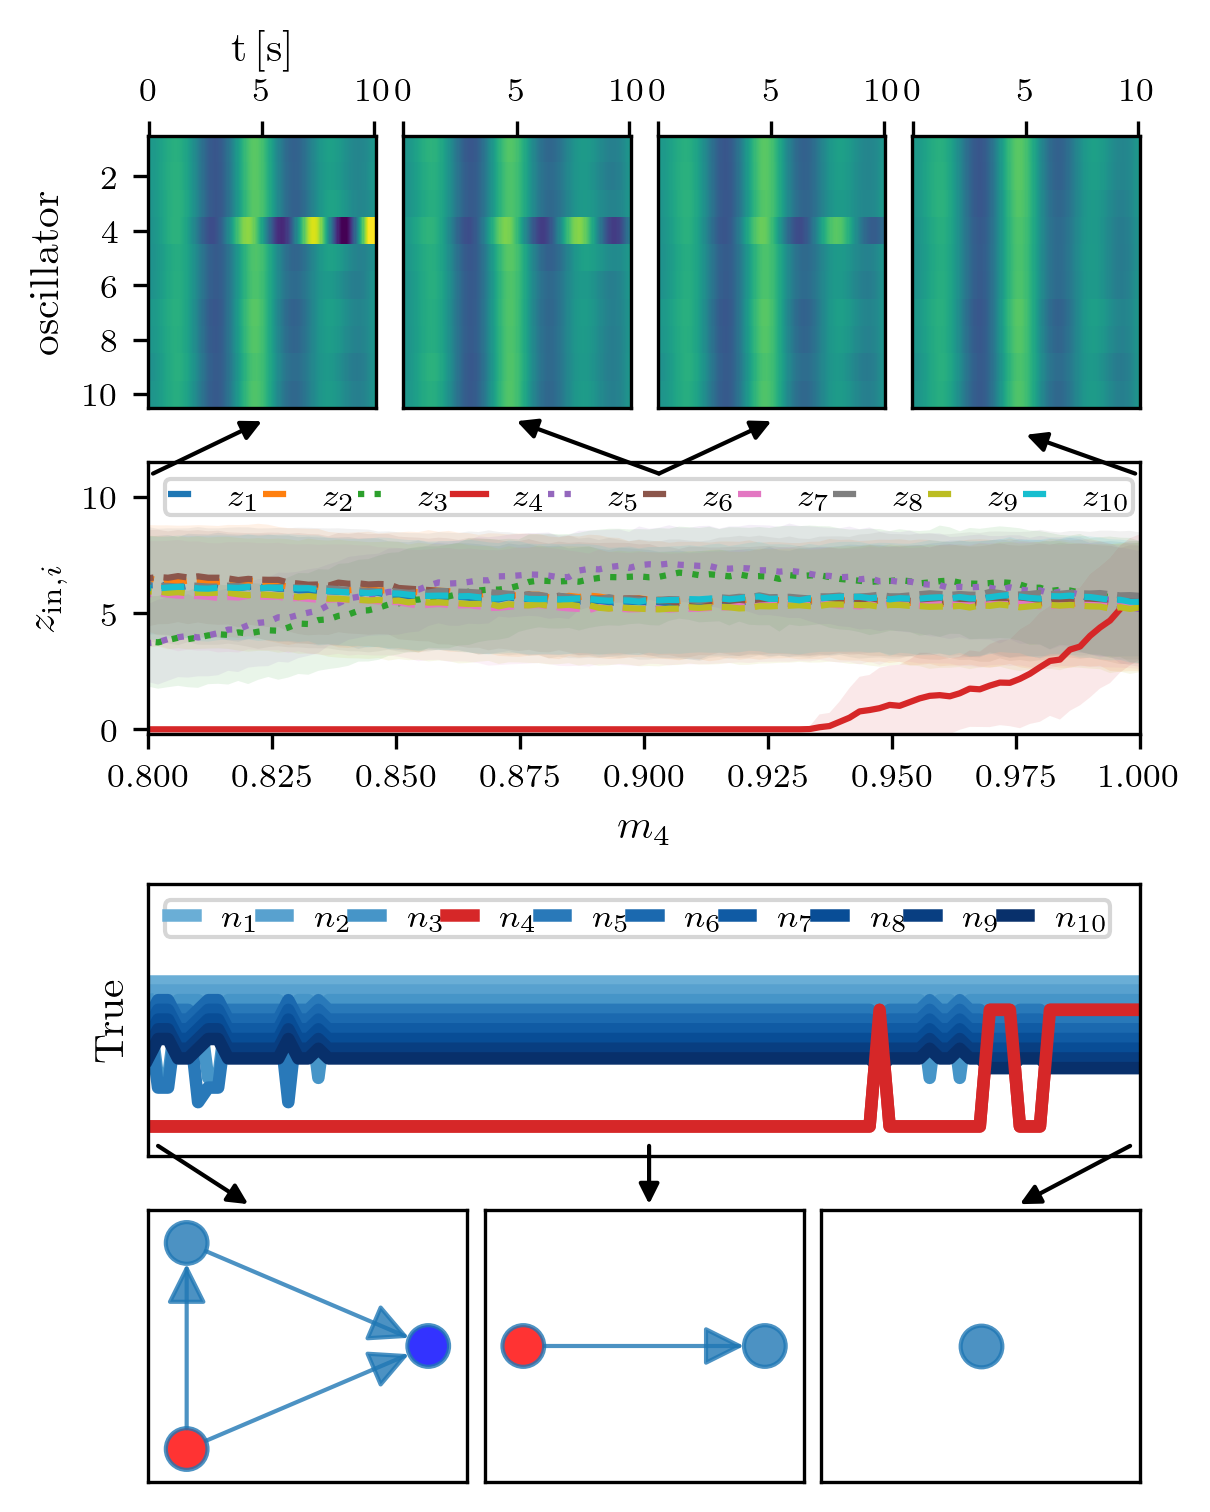 t [s]
0 5 10 0 5 10 0 5 10 0 5 10
oscillator
2
4
6
8
10
z₁ z₂ z₃ z₄ z₅ z₆ z₇ z₈ z₉ z₁₀
z_in,i
10
5
0
0.800 0.825 0.850 0.875 0.900 0.925 0.950 0.975 1.000
m₄
n₁ n₂ n₃ n₄ n₅ n₆ n₇ n₈ n₉ n₁₀
True